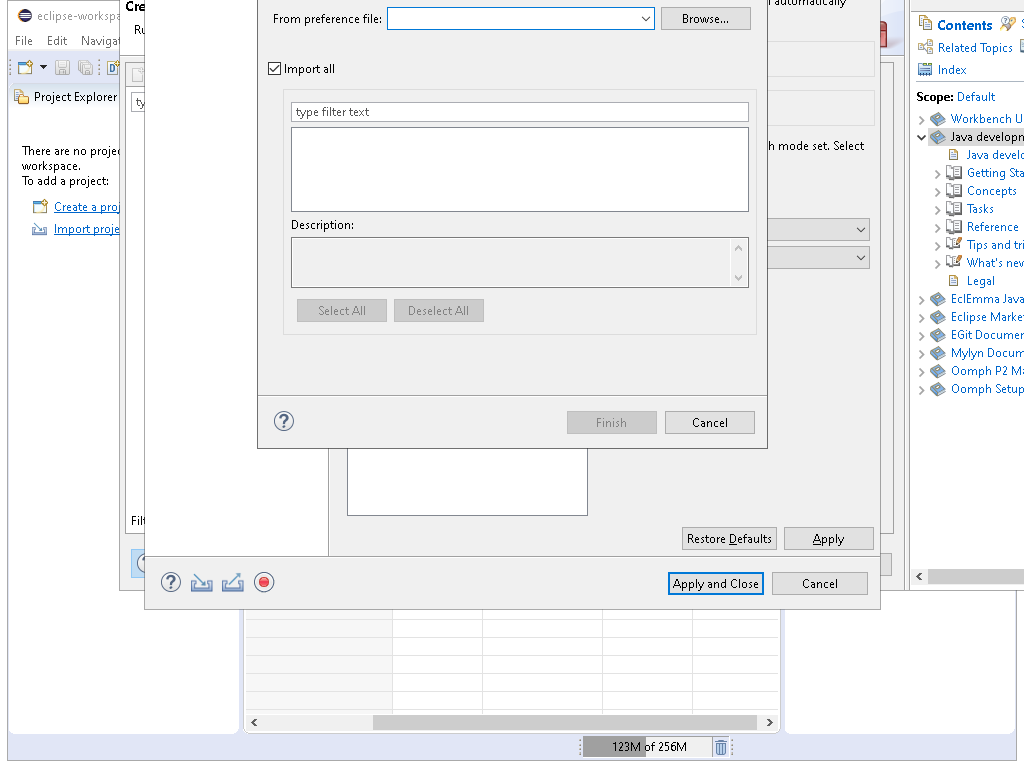 eclipse-workspa
File Edit Navigat
Project Explorer
There are no projec
workspace.
To add a project:
Create a proj
Import proje
Cre
Ru
ty
Filt
From preference file:
Browse...
Import all
type filter text
Description:
Select All
Deselect All
Finish
Cancel
automatically
h mode set. Select
Restore Defaults
Apply
Apply and Close
Cancel
Contents
Related Topics
Index
Scope: Default
Workbench U
Java developm
Java develo
Getting Sta
Concepts
Tasks
Reference
Tips and tri
What's new
Legal
EclEmma Java
Eclipse Market
EGit Documen
Mylyn Docum
Oomph P2 Ma
Oomph Setup
123M of 256M